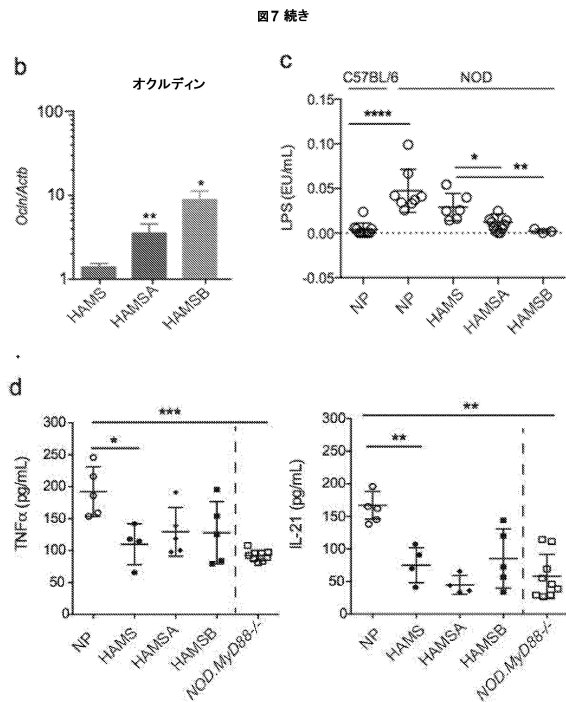 図7 続き
b
オクルディン
Ocln/Actb
100
10
1
**
*
HAMS
HAMSA
HAMSB
c
C57BL/6
NOD
LPS (EU/mL)
0.15
0.10
0.05
0.00
-0.05
****
*
**
NP
NP
HAMS
HAMSA
HAMSB
d
TNFα (pg/mL)
300
250
200
150
100
50
0
***
*
NP
HAMS
HAMSA
HAMSB
NOD.MyD88-/-
IL-21 (pg/mL)
300
250
200
150
100
50
0
**
**
NP
HAMS
HAMSA
HAMSB
NOD.MyD88-/-